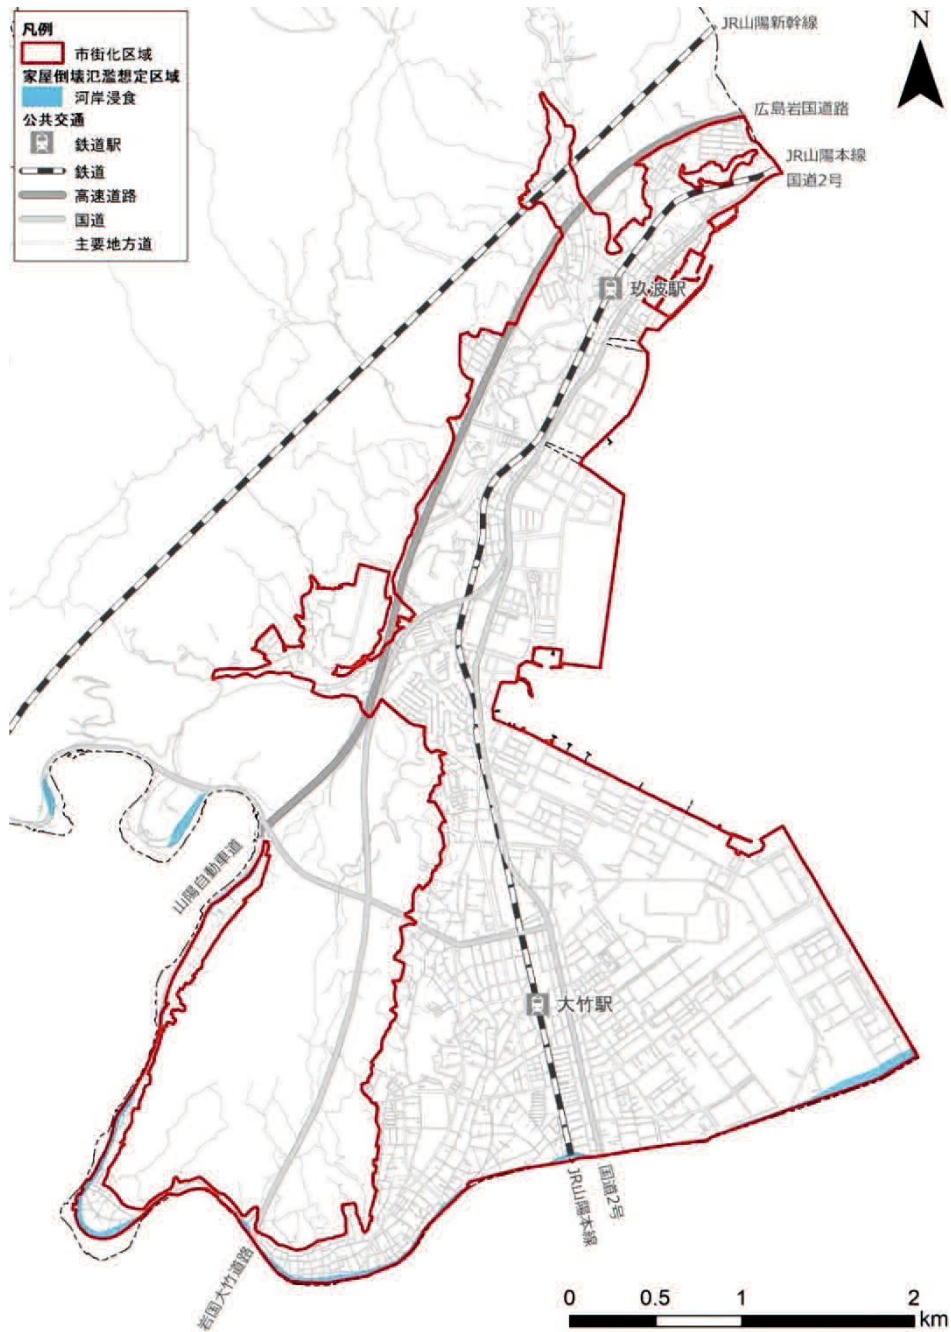 凡例
市街化区域
家屋倒壊氾濫想定区域
河岸浸食
公共交通
鉄道駅
鉄道
高速道路
国道
主要地方道
JR山陽新幹線
N
広島岩国道路
JR山陽本線
国道2号
玖波駅
山陽自動車道
大竹駅
JR山陽本線
国道2号
岩国大竹道路
0 0.5 1 2
km